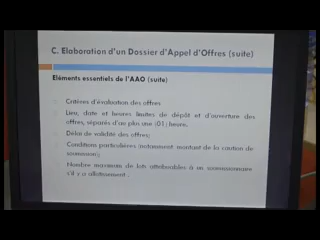 C. Elaboration d'un Dossier d'Appel d'Offres (suite)
Eléments essentiels de l'AAO (suite)
Critères d'évaluation des offres
Lieu, date et heures limites de dépôt et d'ouverture des
offres, séparés d'un plus une (01) heure.
Délai de validité des offres;
Conditions particulières (notamment, montant de la caution de
soumission);
Nombre maximum de lots attribuables à un soumissionnaire
s'il y a allotissement .